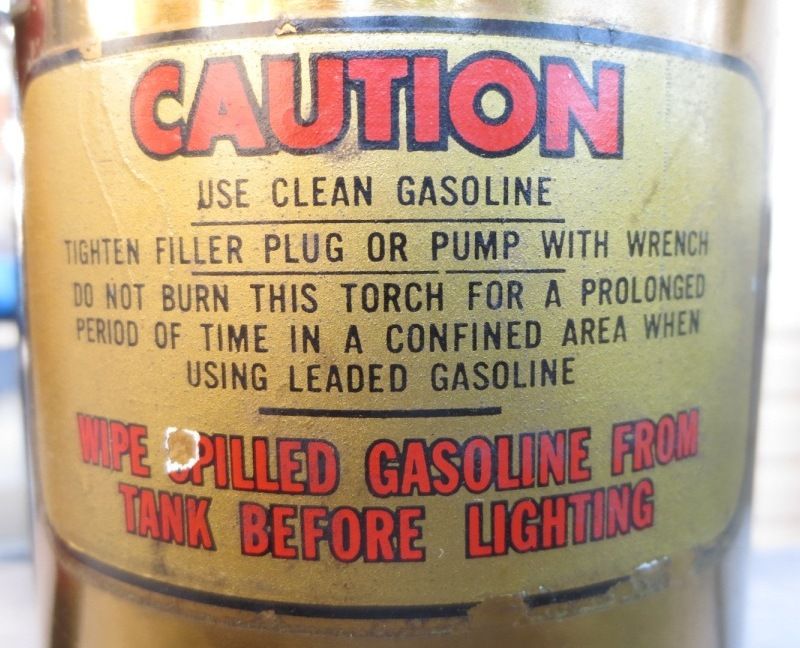 CAUTION
USE CLEAN GASOLINE
TIGHTEN FILLER PLUG OR PUMP WITH WRENCH
DO NOT BURN THIS TORCH FOR A PROLONGED
PERIOD OF TIME IN A CONFINED AREA WHEN
USING LEADED GASOLINE
WIPE SPILLED GASOLINE FROM
TANK BEFORE LIGHTING